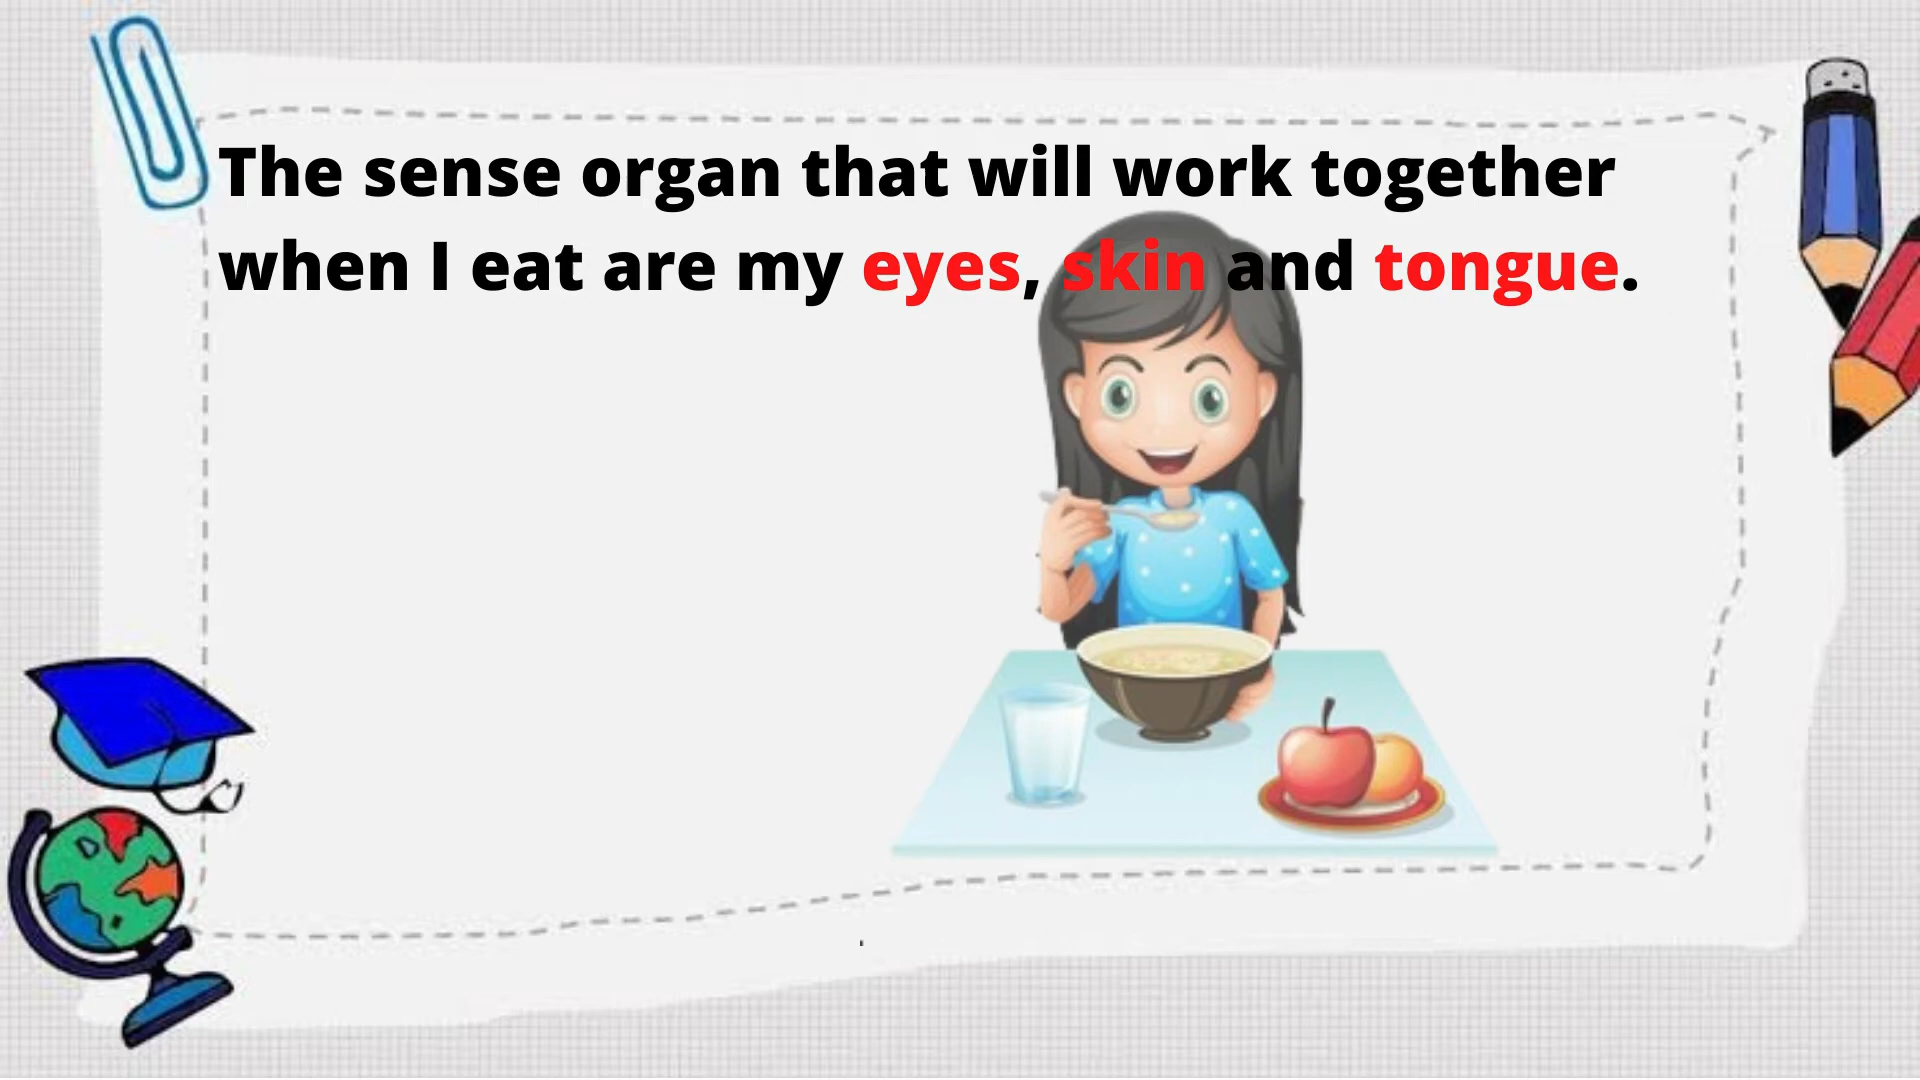 The sense organ that will work together
when I eat are my eyes, skin and tongue.